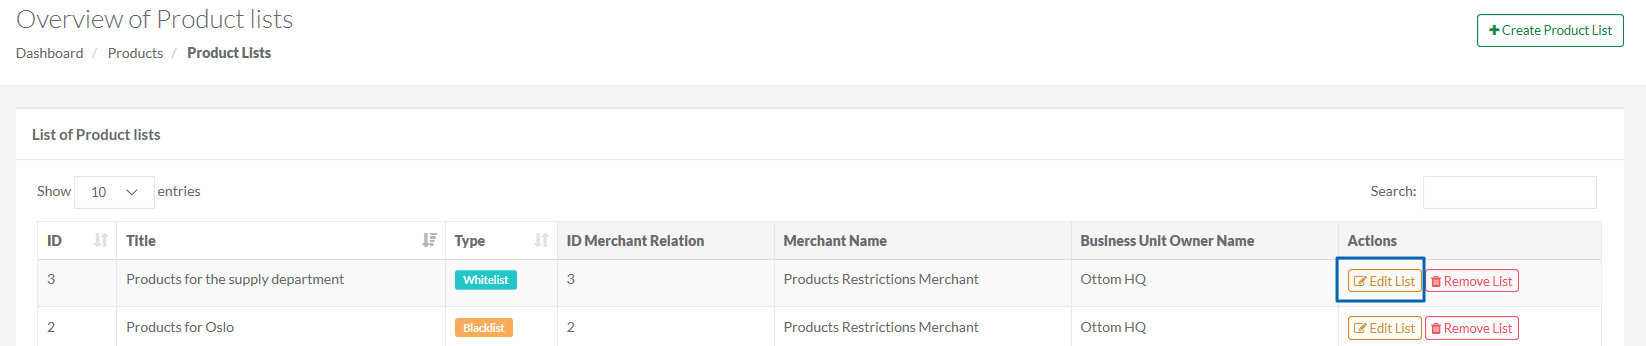 Overview of Product lists
Dashboard / Products / Product Lists
Create Product List
List of Product lists
Show 10 entries
Search:
ID Title Type ID Merchant Relation Merchant Name Business Unit Owner Name Actions
3 Products for the supply department Whitelist 3 Products Restrictions Merchant Ottom HQ Edit List Remove List
2 Products for Oslo Blacklist 2 Products Restrictions Merchant Ottom HQ Edit List Remove List